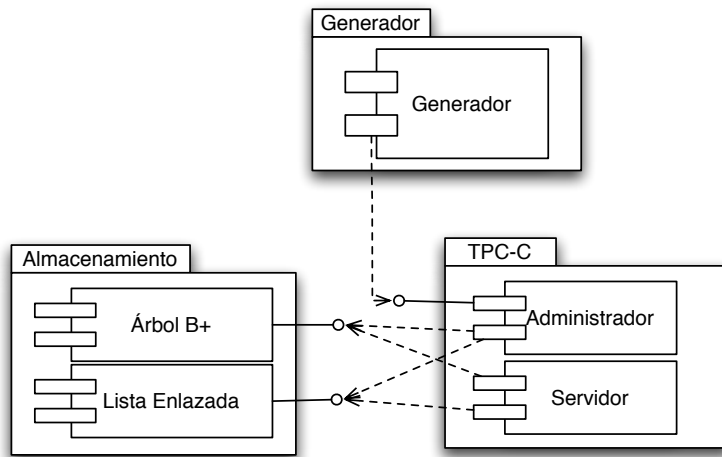 Generador
Generador
Almacenamiento
Árbol B+
Lista Enlazada
TPC-C
Administrador
Servidor